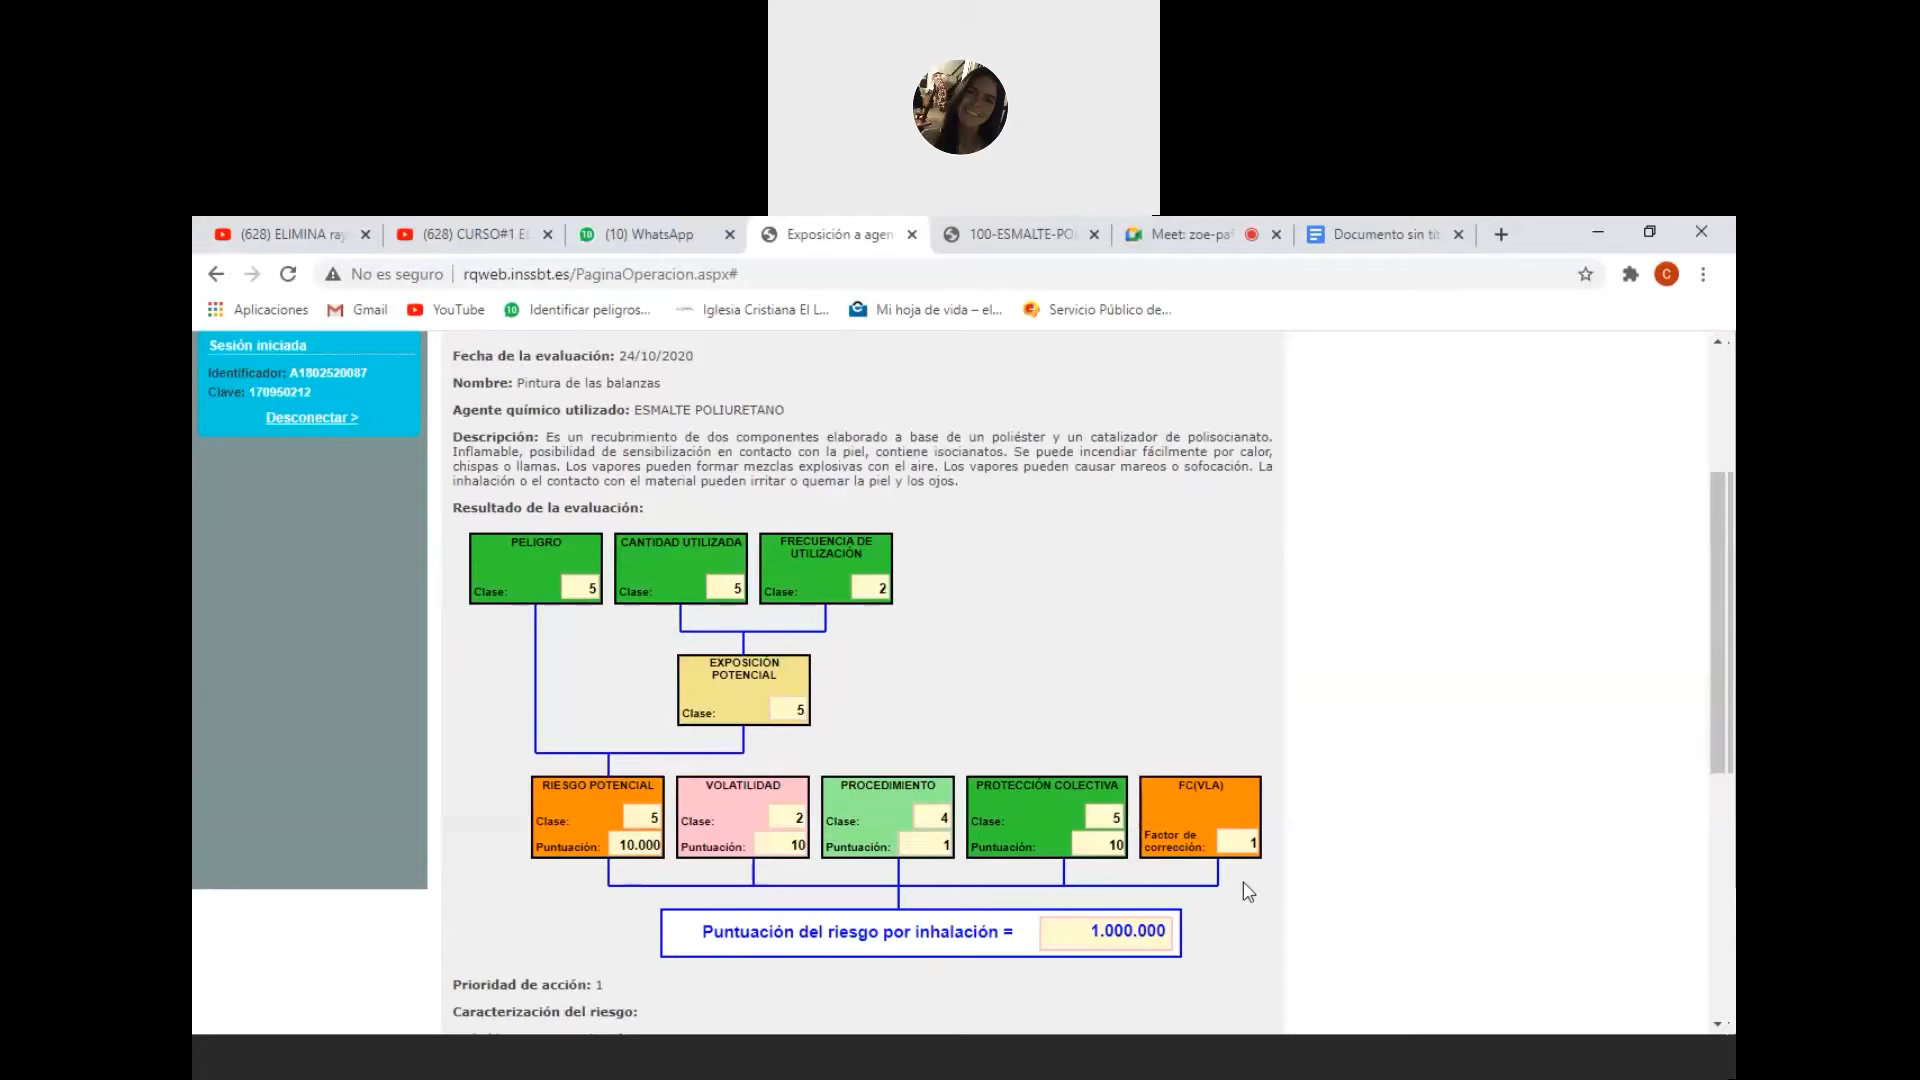 (628) ELIMINA ray
(628) CURSO#1 El
(10) WhatsApp
Exposición a agen
100-ESMALTE-PO
Meet: zoe-pa
Documento sin tít
No es seguro | rqweb.inssbt.es/PaginaOperacion.aspx#
C
Aplicaciones
Gmail
YouTube
Identificar peligros...
Iglesia Cristiana El L...
Mi hoja de vida – el...
Servicio Público de...
Sesión iniciada
Identificador: A1802520087
Clave: 170950212
Desconectar >
Fecha de la evaluación: 24/10/2020
Nombre: Pintura de las balanzas
Agente químico utilizado: ESMALTE POLIURETANO
Descripción: Es un recubrimiento de dos componentes elaborado a base de un poliéster y un catalizador de polisocianato.
Inflamable, posibilidad de sensibilización en contacto con la piel, contiene isocianatos. Se puede incendiar fácilmente por calor,
chispas o llamas. Los vapores pueden formar mezclas explosivas con el aire. Los vapores pueden causar mareos o sofocación. La
inhalación o el contacto con el material pueden irritar o quemar la piel y los ojos.
Resultado de la evaluación:
PELIGRO
Clase: 5
CANTIDAD UTILIZADA
Clase: 5
FRECUENCIA DE
UTILIZACIÓN
Clase: 2
EXPOSICIÓN
POTENCIAL
Clase: 5
RIESGO POTENCIAL
Clase: 5
Puntuación: 10.000
VOLATILIDAD
Clase: 2
Puntuación: 10
PROCEDIMIENTO
Clase: 4
Puntuación: 1
PROTECCIÓN COLECTIVA
Clase: 5
Puntuación: 10
FC(VLA)
Factor de
corrección: 1
Puntuación del riesgo por inhalación = 1.000.000
Prioridad de acción: 1
Caracterización del riesgo: